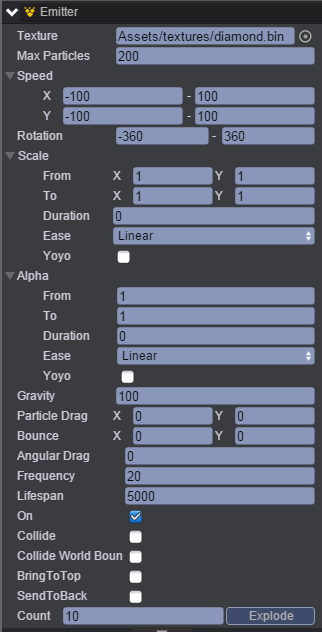 Emitter
Texture Assets/textures/diamond.bin
Max Particles 200
Speed
X -100 - 100
Y -100 - 100
Rotation -360 - 360
Scale
From X 1 Y 1
To X 1 Y 1
Duration 0
Ease Linear
Yoyo
Alpha
From 1
To 1
Duration 0
Ease Linear
Yoyo
Gravity 100
Particle Drag X 0 Y 0
Bounce X 0 Y 0
Angular Drag 0
Frequency 20
Lifespan 5000
On
Collide
Collide World Boun
BringToTop
SendToBack
Count 10 Explode